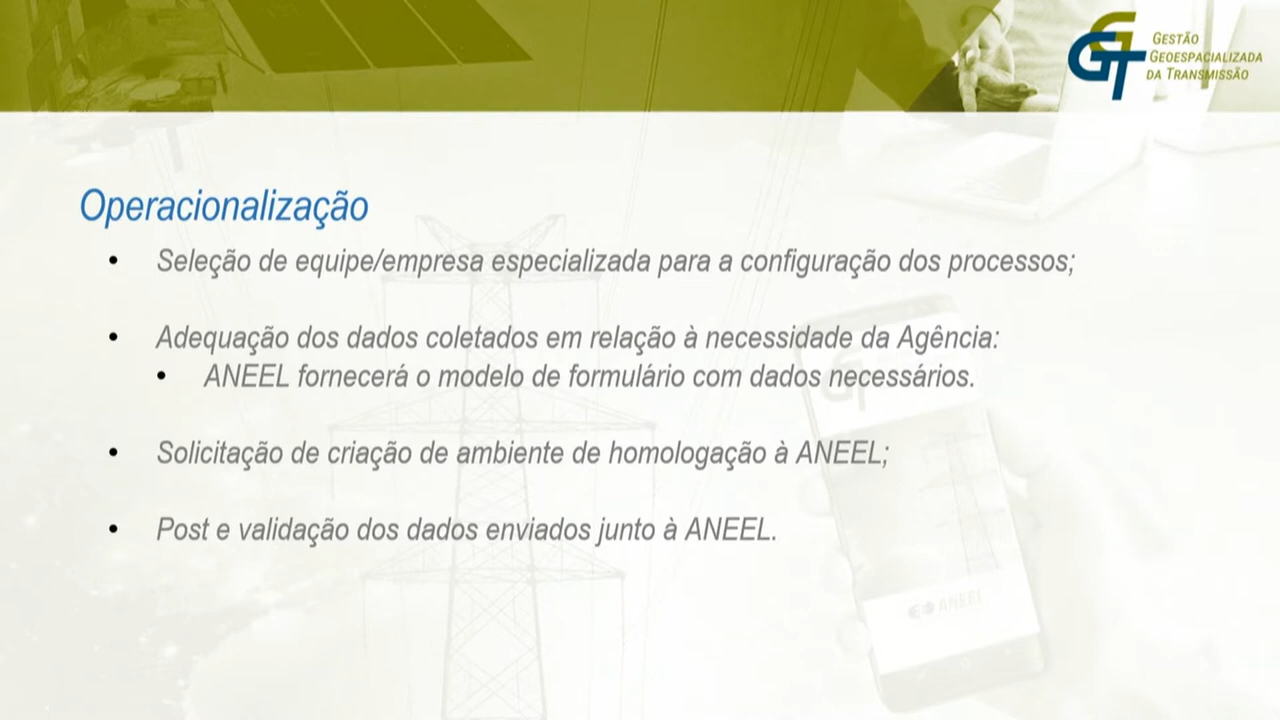 GGT
GESTÃO
GEOESPACIALIZADA
DA TRANSMISSÃO
Operacionalização
• Seleção de equipe/empresa especializada para a configuração dos processos;
• Adequação dos dados coletados em relação à necessidade da Agência:
• ANEEL fornecerá o modelo de formulário com dados necessários.
• Solicitação de criação de ambiente de homologação à ANEEL;
• Post e validação dos dados enviados junto à ANEEL.
ANEEL